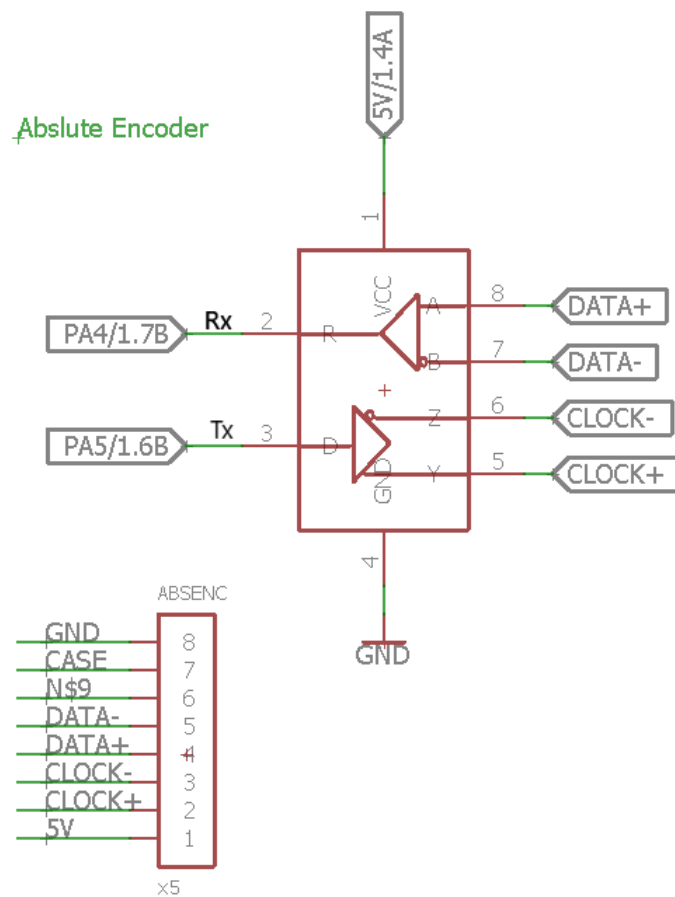 5V/1.4A
Abslute Encoder
1
VCC
PA4/1.7B Rx 2 R
A 8 DATA+
B 7 DATA-
PA5/1.6B Tx 3 D
Z 6 CLOCK-
Y 5 CLOCK+
GND
4
GND
ABSENC
GND 8
CASE 7
N$9 6
DATA- 5
DATA+ 4
CLOCK- 3
CLOCK+ 2
5V 1
x5